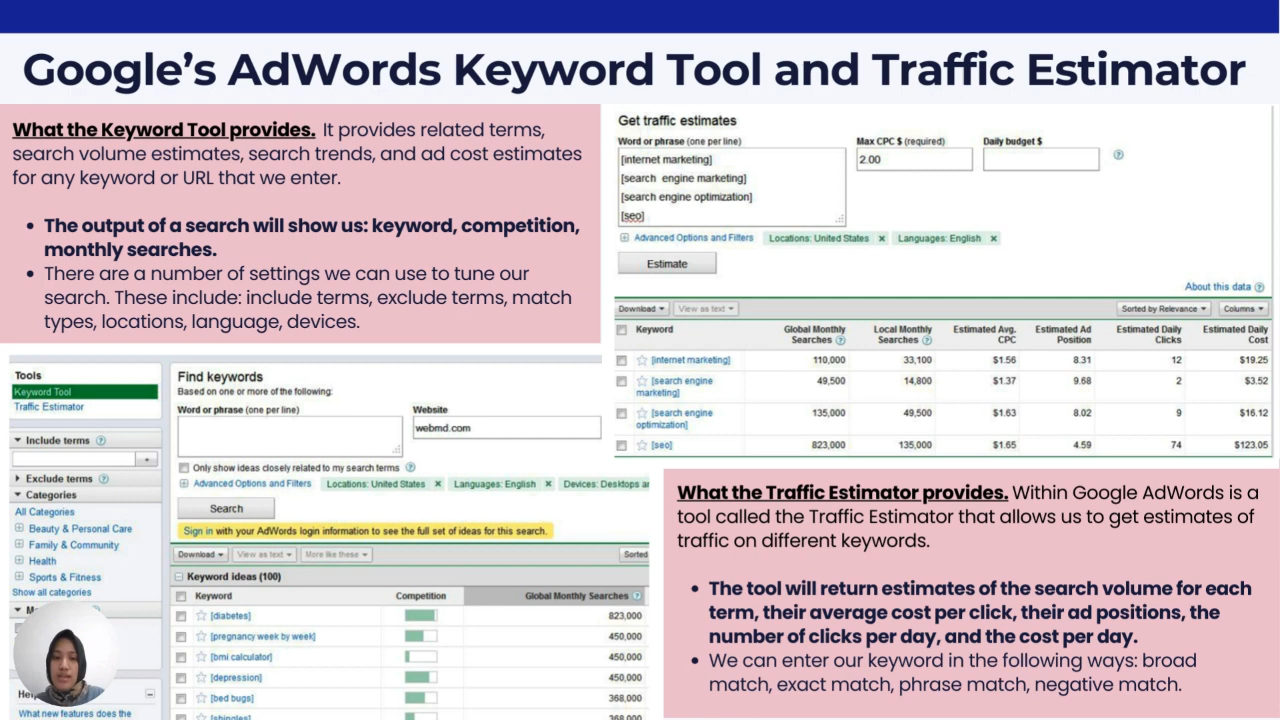 Google’s AdWords Keyword Tool and Traffic Estimator
What the Keyword Tool provides. It provides related terms,
search volume estimates, search trends, and ad cost estimates
for any keyword or URL that we enter.
• The output of a search will show us: keyword, competition,
monthly searches.
• There are a number of settings we can use to tune our
search. These include: include terms, exclude terms, match
types, locations, language, devices.
Get traffic estimates
Word or phrase (one per line) Max CPC $ (required) Daily budget $
[internet marketing] 2.00
[search engine marketing]
[search engine optimization]
[seo]
Advanced Options and Filters Locations: United States × Languages: English ×
Estimate
About this data
Download View as text Sorted by Relevance Columns
Keyword Global Monthly Searches Local Monthly Searches Estimated Avg. CPC Estimated Ad Position Estimated Daily Clicks Estimated Daily Cost
[internet marketing] 110,000 33,100 $1.56 8.31 12 $19.25
[search engine marketing] 49,500 14,800 $1.37 9.68 2 $3.52
[search engine optimization] 135,000 49,500 $1.63 8.02 9 $16.12
[seo] 823,000 135,000 $1.65 4.59 74 $123.05
Tools
Keyword Tool
Traffic Estimator
Include terms
Exclude terms
Categories
All Categories
Beauty & Personal Care
Family & Community
Health
Sports & Fitness
Show all categories
What new features does the
Find keywords
Based on one or more of the following:
Word or phrase (one per line) Website
webmd.com
Only show ideas closely related to my search terms
Advanced Options and Filters Locations: United States × Languages: English × Devices: Desktops
Search
Sign in with your AdWords login information to see the full set of ideas for this search.
Download View as text More like these Sorted
Keyword ideas (100)
Keyword Competition Global Monthly Searches
[diabetes] 823,000
[pregnancy week by week] 450,000
[bmi calculator] 450,000
[depression] 450,000
[bed bugs] 368,000
[shingles] 368,000
What the Traffic Estimator provides. Within Google AdWords is a
tool called the Traffic Estimator that allows us to get estimates of
traffic on different keywords.
• The tool will return estimates of the search volume for each
term, their average cost per click, their ad positions, the
number of clicks per day, and the cost per day.
• We can enter our keyword in the following ways: broad
match, exact match, phrase match, negative match.